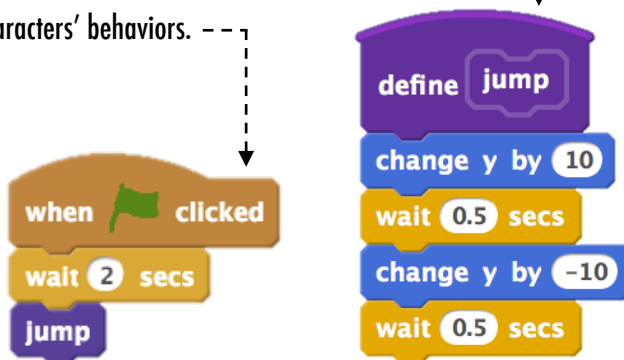 aracters' behaviors.
when clicked
wait 2 secs
jump
define jump
change y by 10
wait 0.5 secs
change y by -10
wait 0.5 secs